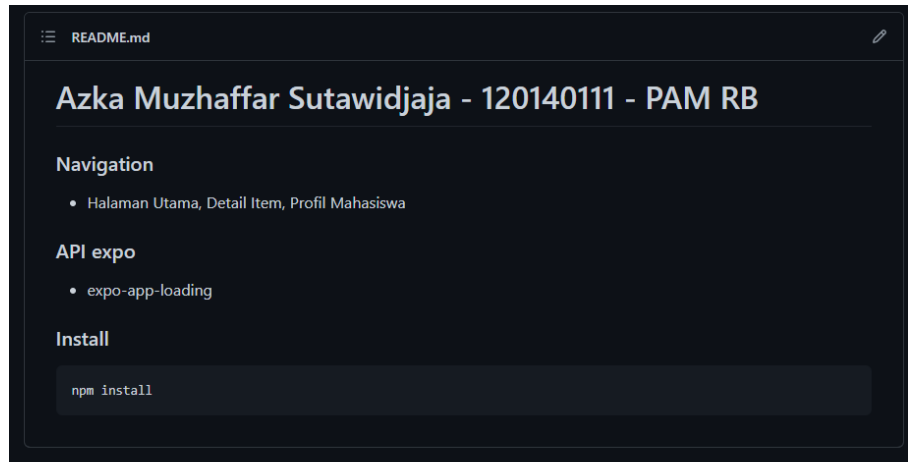 README.md
Azka Muzhaffar Sutawidjaja - 120140111 - PAM RB
Navigation
Halaman Utama, Detail Item, Profil Mahasiswa
API expo
expo-app-loading
Install
npm install